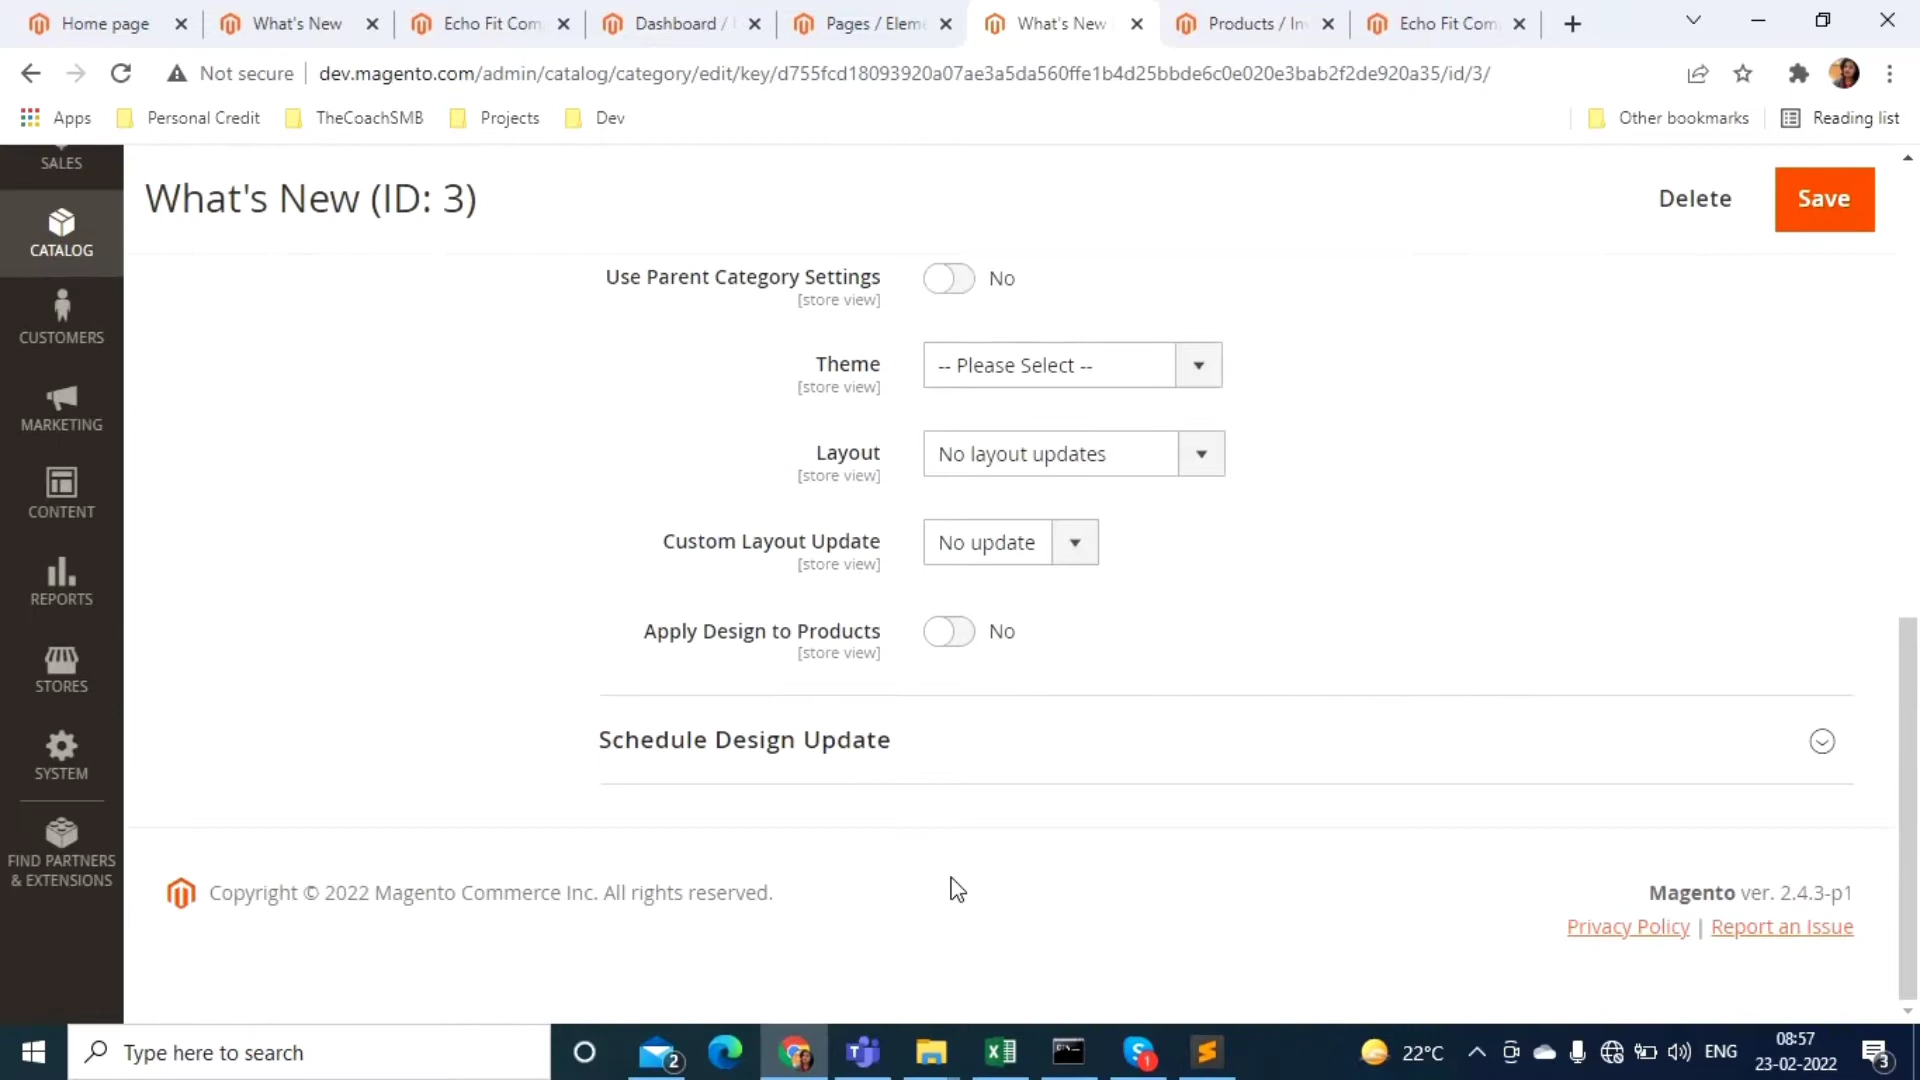 Home page
What's New
Echo Fit Com
Dashboard /
Pages / Elem
What's New
Products / Inv
Echo Fit Com
Not secure
dev.magento.com/admin/catalog/category/edit/key/d755fcd18093920a07ae3a5da560ffe1b4d25bbde6c0e020e3bab2f2de920a35/id/3/
Apps
Personal Credit
TheCoachSMB
Projects
Dev
Other bookmarks
Reading list
SALES
CATALOG
CUSTOMERS
MARKETING
CONTENT
REPORTS
STORES
SYSTEM
FIND PARTNERS
& EXTENSIONS
What's New (ID: 3)
Delete
Save
Use Parent Category Settings
[store view]
No
Theme
[store view]
-- Please Select --
Layout
[store view]
No layout updates
Custom Layout Update
[store view]
No update
Apply Design to Products
[store view]
No
Schedule Design Update
Copyright © 2022 Magento Commerce Inc. All rights reserved.
Magento ver. 2.4.3-p1
Privacy Policy | Report an Issue
Type here to search
2
1
22°C
ENG
08:57
23-02-2022
3